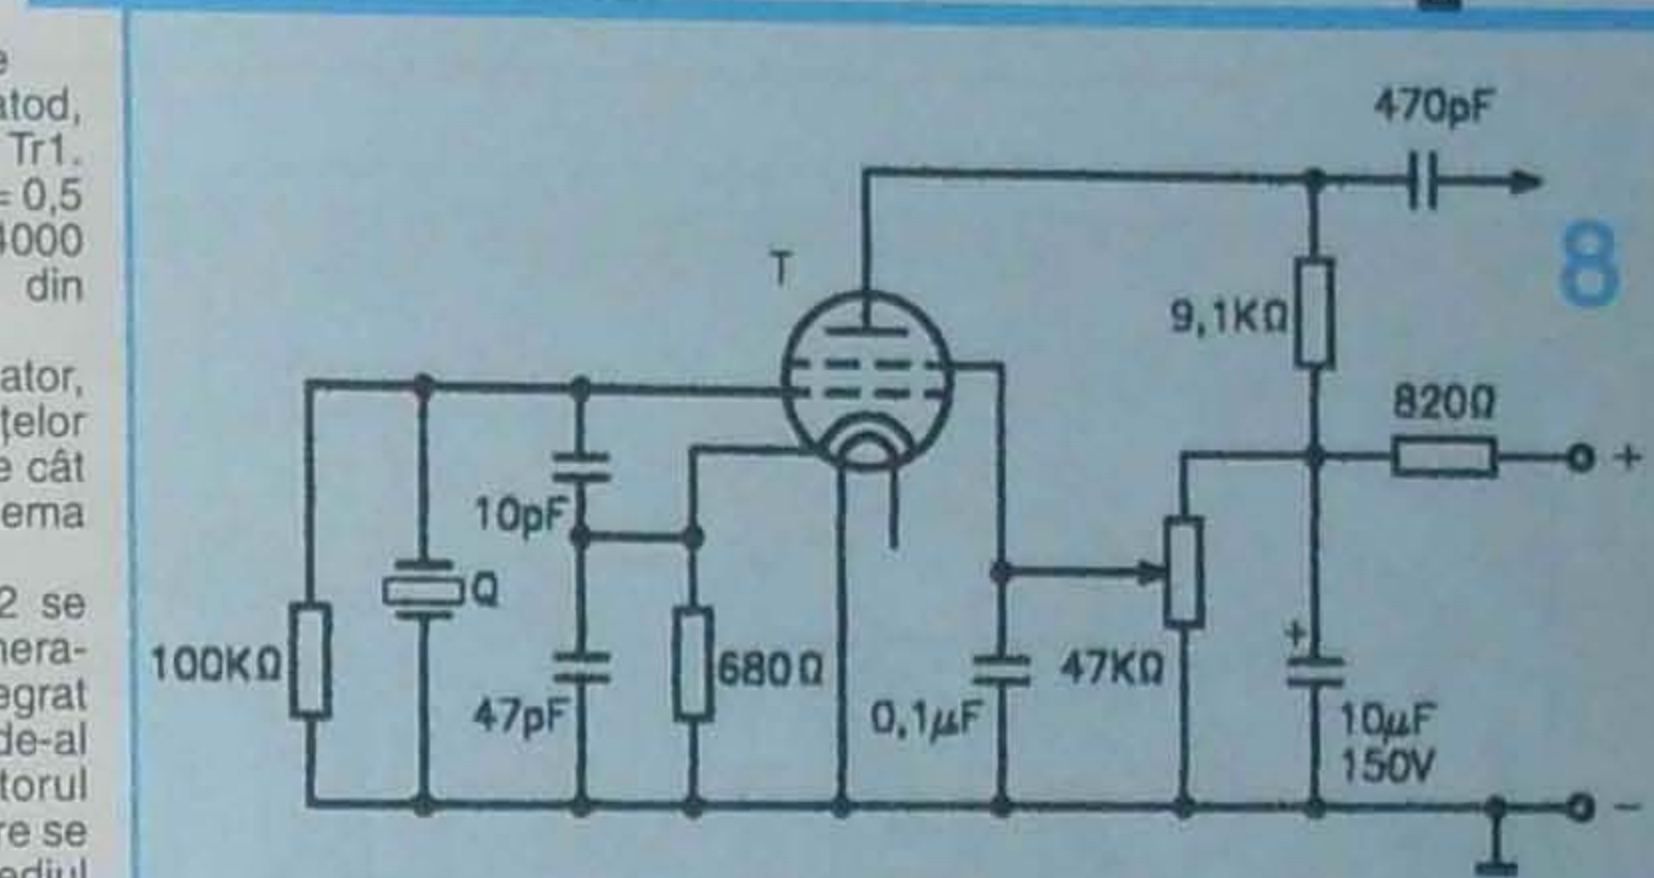 atod,
Tr1.
= 0,5
4000
din
ator,
țelor
e cât
ema
2 se
nera-
egrat
de-al
torul
re se
ediul
470pF
T
8
9,1KΩ
820Ω
+
10pF
Q
100KΩ
680Ω
47pF
0,1µF
47KΩ
+
10µF
150V
−